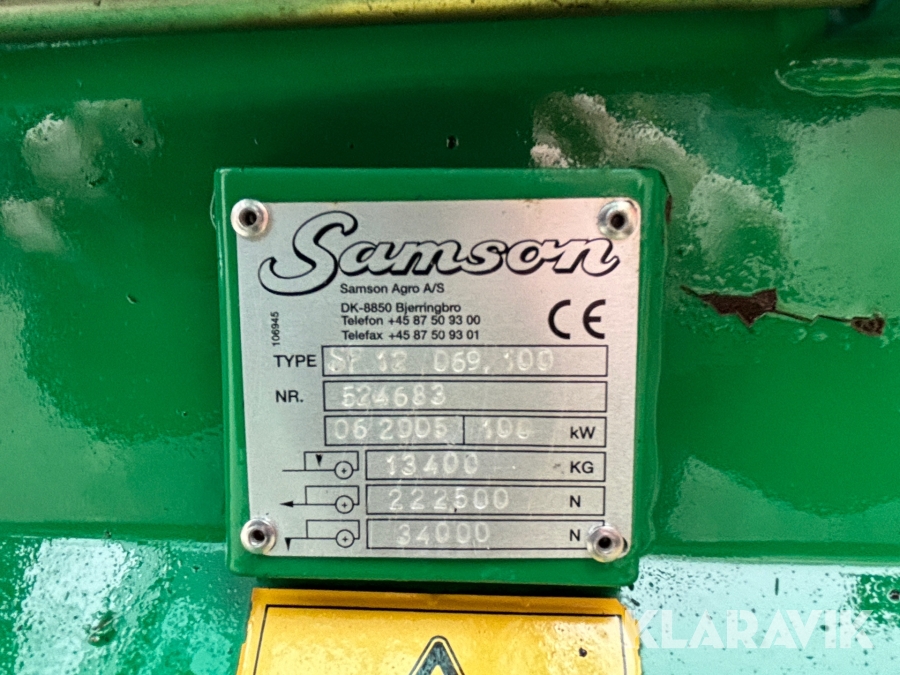 Samson
Samson Agro A/S
DK-8850 Bjerringbro
Telefon +45 87 50 93 00
Telefax +45 87 50 93 01
CE
106945
TYPE SP 12 069.100
NR. 524683
06 2005 100 kW
13400 KG
222500 N
34000 N
KLARAVIK